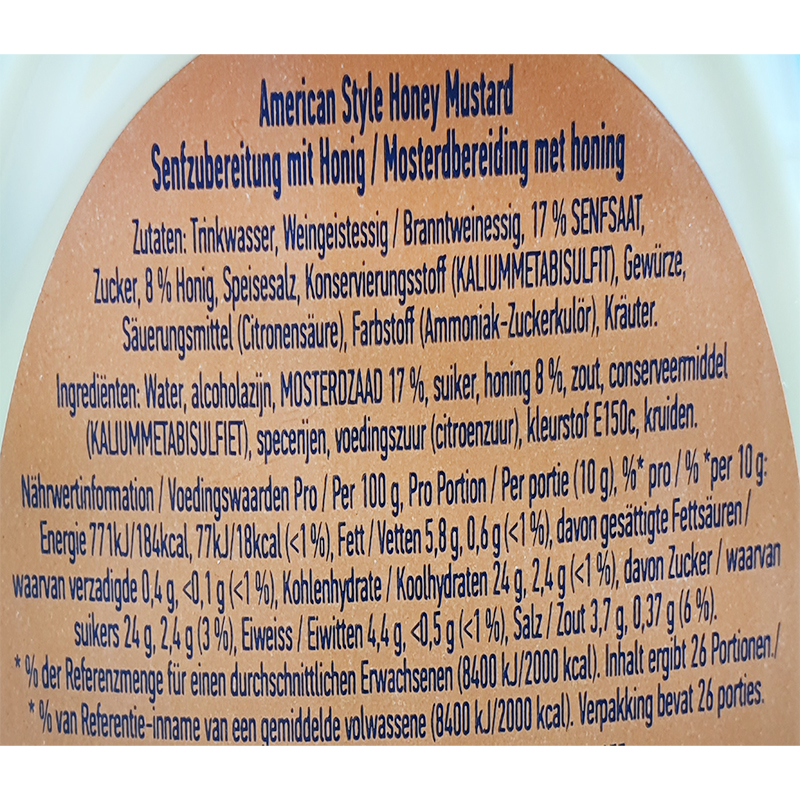 American Style Honey Mustard
Senfzubereitung mit Honig / Mosterdbereiding met honing
Zutaten: Trinkwasser, Weingeistessig / Branntweinessig, 17 % SENFSAAT,
Zucker, 8 % Honig, Speisesalz, Konservierungsstoff (KALIUMMETABISULFIT), Gewürze,
Säuerungsmittel (Citronensäure), Farbstoff (Ammoniak-Zuckerkulör), Kräuter.
Ingrediënten: Water, alcoholazijn, MOSTERDZAAD 17 %, suiker, honing 8 %, zout, conserveermiddel
(KALIUMMETABISULFIET), specerijen, voedingszuur (citroenzuur), kleurstof E150c, kruiden.
Nährwertinformation / Voedingswaarden Pro / Per 100 g, Pro Portion / Per portie (10 g), %* pro / % *per 10 g:
Energie 771kJ/184kcal, 77kJ/18kcal (<1 %), Fett / Vetten 5,8 g, 0,6 g (<1 %), davon gesättigte Fettsäuren /
waarvan verzadigde 0,4 g, <0,1 g (<1 %), Kohlenhydrate / Koolhydraten 24 g, 2,4 g (<1 %), davon Zucker / waarvan
suikers 24 g, 2,4 g (3 %), Eiweiss / Eiwitten 4,4 g, <0,5 g (<1 %), Salz / Zout 3,7 g, 0,37 g (6 %).
* % der Referenzmenge für einen durchschnittlichen Erwachsenen (8400 kJ/2000 kcal). Inhalt ergibt 26 Portionen./
* % van Referentie-inname van een gemiddelde volwassene (8400 kJ/2000 kcal). Verpakking bevat 26 porties.